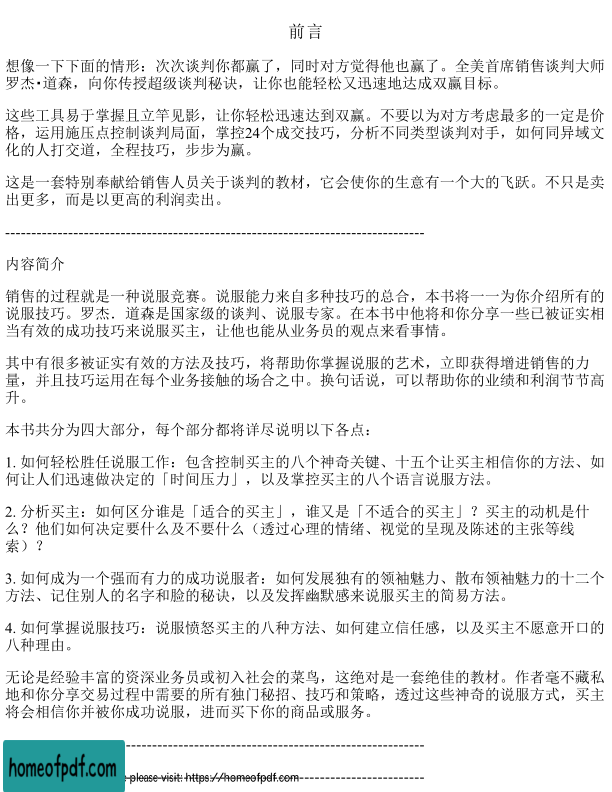 前言
想像一下下面的情形：次次谈判你都赢了，同时对方觉得他也赢了。全美首席销售谈判大师
罗杰·道森，向你传授超级谈判秘诀，让你也能轻松又迅速地达成双赢目标。
这些工具易于掌握且立竿见影，让你轻松迅速达到双赢。不要以为对方考虑最多的一定是价
格，运用施压点控制谈判局面，掌控24个成交技巧，分析不同类型谈判对手，如何同异域文
化的人打交道，全程技巧，步步为赢。
这是一套特别奉献给销售人员关于谈判的教材，它会使你的生意有一个大的飞跃。不只是卖
出更多，而是以更高的利润卖出。
--------------------------------------------------------------------------------
内容简介
销售的过程就是一种说服竞赛。说服能力来自多种技巧的总合，本书将一一为你介绍所有的
说服技巧。罗杰．道森是国家级的谈判、说服专家。在本书中他将和你分享一些已被证实相
当有效的成功技巧来说服买主，让他也能从业务员的观点来看事情。
其中有很多被证实有效的方法及技巧，将帮助你掌握说服的艺术，立即获得增进销售的力
量，并且技巧运用在每个业务接触的场合之中。换句话说，可以帮助你的业绩和利润节节高
升。
本书共分为四大部分，每个部分都将详尽说明以下各点：
1. 如何轻松胜任说服工作：包含控制买主的八个神奇关键、十五个让买主相信你的方法、如
何让人们迅速做决定的「时间压力」，以及掌控买主的八个语言说服方法。
2. 分析买主：如何区分谁是「适合的买主」，谁又是「不适合的买主」？买主的动机是什
么？他们如何决定要什么及不要什么（透过心理的情绪、视觉的呈现及陈述的主张等线
索）？
3. 如何成为一个强而有力的成功说服者：如何发展独有的领袖魅力、散布领袖魅力的十二个
方法、记住别人的名字和脸的秘诀，以及发挥幽默感来说服买主的简易方法。
4. 如何掌握说服技巧：说服愤怒买主的八种方法、如何建立信任感，以及买主不愿意开口的
八种理由。
无论是经验丰富的资深业务员或初入社会的菜鸟，这绝对是一套绝佳的教材。作者毫不藏私
地和你分享交易过程中需要的所有独门秘招、技巧和策略，透过这些神奇的说服方式，买主
将会相信你并被你成功说服，进而买下你的商品或服务。
---------------------------------------------------------
homeofpdf.com
please visit: https://homeofpdf.com------------------------